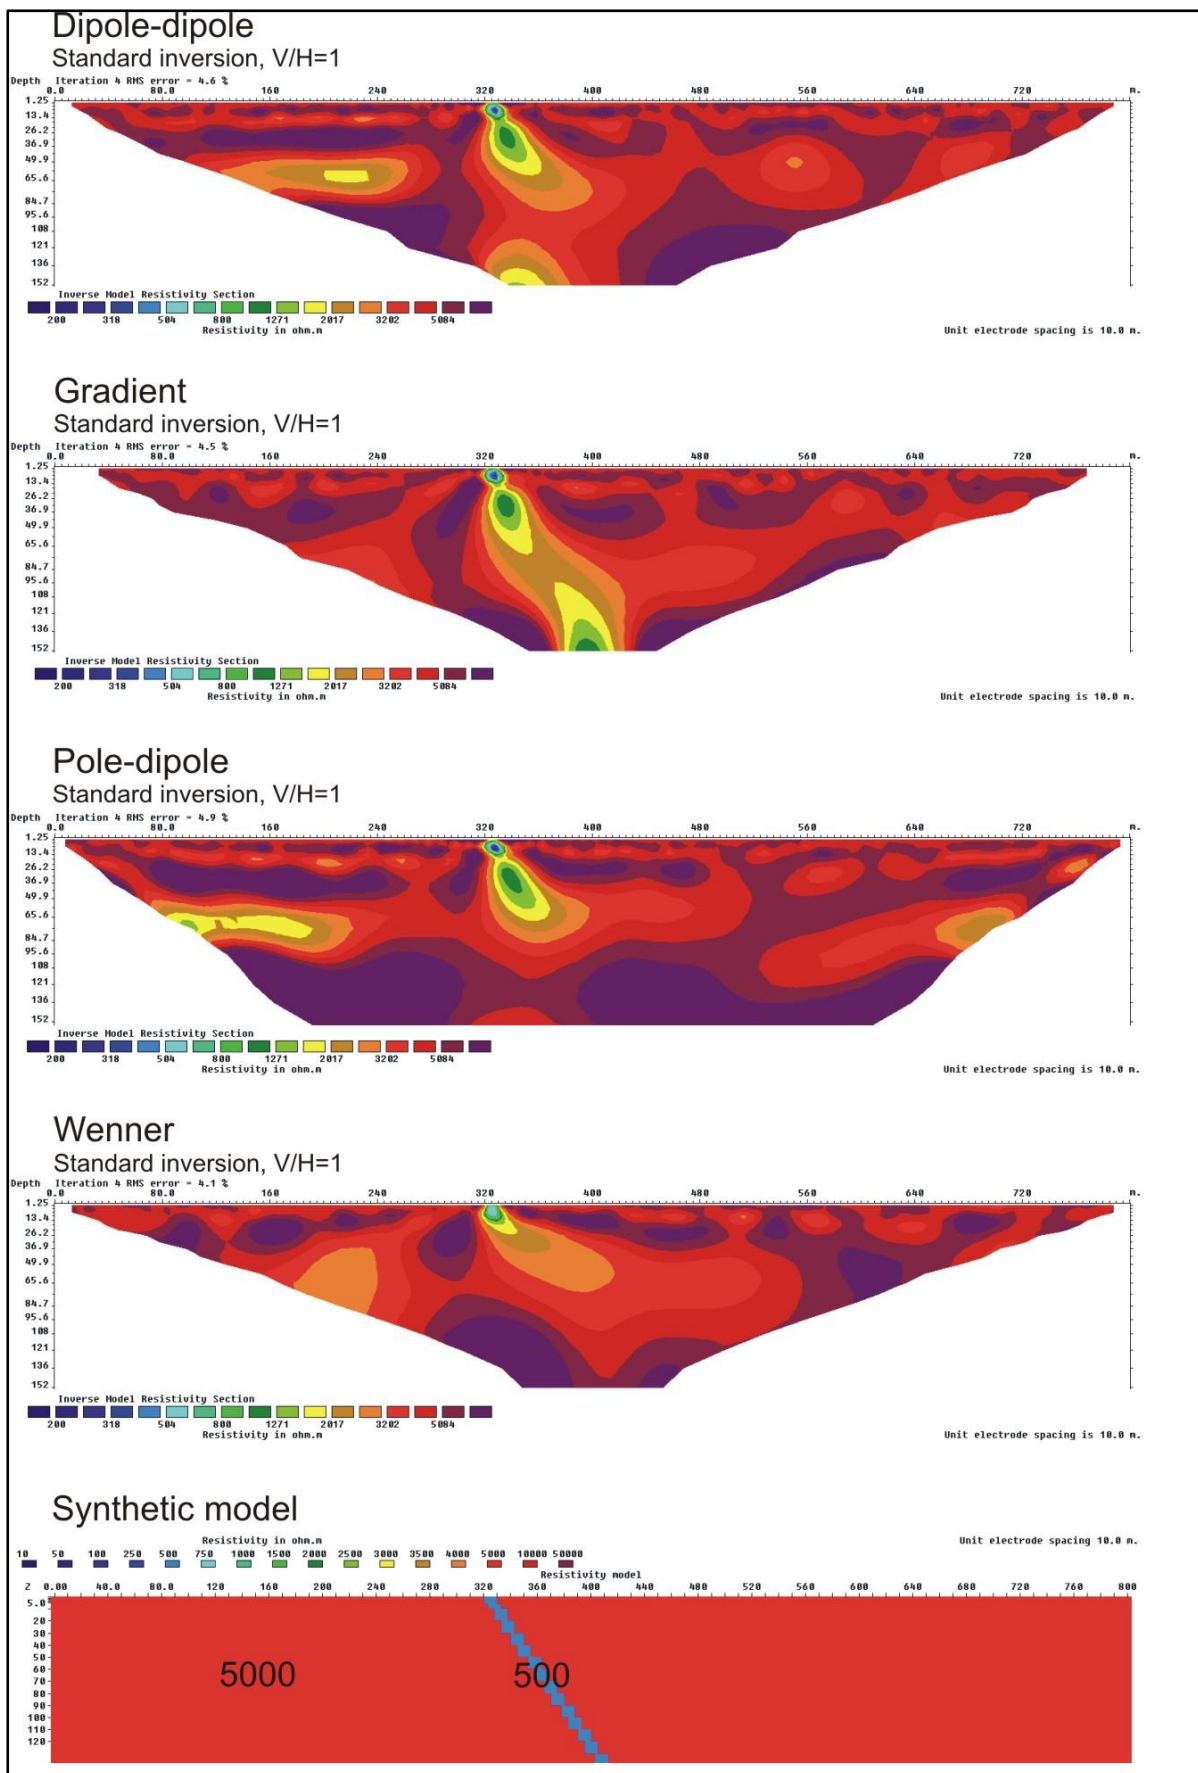 Dipole-dipole
Standard inversion, V/H=1
Depth Iteration 4 RMS error = 4.6 %
0.0 80.0 160 240 320 400 480 560 640 720 m.
1.25
13.4
26.2
36.9
49.9
65.6
84.7
95.6
108
121
136
152
Inverse Model Resistivity Section
200 318 504 800 1271 2017 3202 5084
Resistivity in ohm.m
Unit electrode spacing is 10.0 m.
Gradient
Standard inversion, V/H=1
Depth Iteration 4 RMS error = 4.5 %
0.0 80.0 160 240 320 400 480 560 640 720 m.
1.25
13.4
26.2
36.9
49.9
65.6
84.7
95.6
108
121
136
152
Inverse Model Resistivity Section
200 318 504 800 1271 2017 3202 5084
Resistivity in ohm.m
Unit electrode spacing is 10.0 m.
Pole-dipole
Standard inversion, V/H=1
Depth Iteration 4 RMS error = 4.9 %
0.0 80.0 160 240 320 400 480 560 640 720 m.
1.25
13.4
26.2
36.9
49.9
65.6
84.7
95.6
108
121
136
152
Inverse Model Resistivity Section
200 318 504 800 1271 2017 3202 5084
Resistivity in ohm.m
Unit electrode spacing is 10.0 m.
Wenner
Standard inversion, V/H=1
Depth Iteration 4 RMS error = 4.1 %
0.0 80.0 160 240 320 400 480 560 640 720 m.
1.25
13.4
26.2
36.9
49.9
65.6
84.7
95.6
108
121
136
152
Inverse Model Resistivity Section
200 318 504 800 1271 2017 3202 5084
Resistivity in ohm.m
Unit electrode spacing is 10.0 m.
Synthetic model
Resistivity in ohm.m
Unit electrode spacing 10.0 m.
10 50 100 250 500 750 1000 1500 2000 2500 3000 3500 4000 5000 10000 50000
Resistivity model
Z 0.00 40.0 80.0 120 160 200 240 280 320 360 400 440 480 520 560 600 640 680 720 760 800
5.0
20
30
40
50
60
70
80
90
100
110
120
5000
500